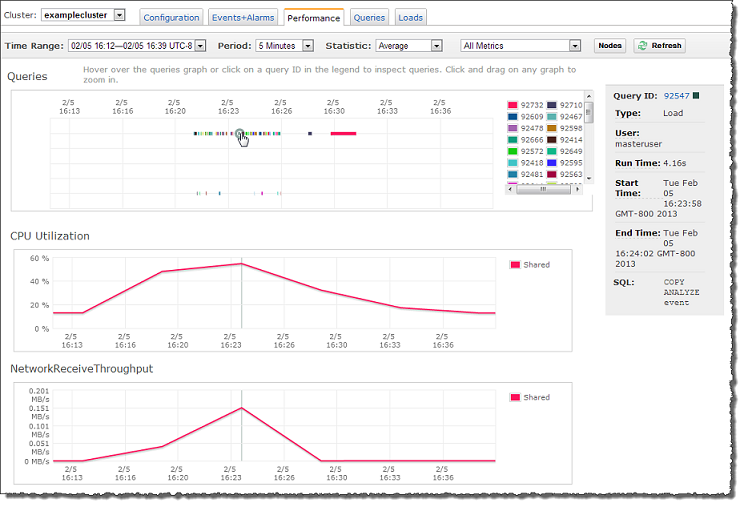 Cluster: examplecluster Configuration Events+Alarms Performance Queries Loads
Time Range: 02/05 16:12—02/05 16:39 UTC-8 Period: 5 Minutes Statistic: Average All Metrics Nodes Refresh
Queries
Hover over the queries graph or click on a query ID in the legend to inspect queries. Click and drag on any graph to
zoom in.
2/5 2/5 2/5 2/5 2/5 2/5 2/5 2/5
16:13 16:16 16:20 16:23 16:26 16:30 16:33 16:36
92732 92710
92609 92467
92478 92598
92666 92414
92572 92649
92418 92595
92481 92563
Query ID: 92547
Type: Load
User:
masteruser
Run Time: 4.16s
Start Tue Feb
Time: 05
16:23:58
GMT-800 2013
End Time: Tue Feb
05
16:24:02 GMT-800
2013
SQL: COPY
ANALYZE
event
CPU Utilization
60 %
40 %
20 %
0 %
2/5 2/5 2/5 2/5 2/5 2/5 2/5 2/5
16:13 16:16 16:20 16:23 16:26 16:30 16:33 16:36
Shared
NetworkReceiveThroughput
0.201
MB/s
0.151
MB/s
0.101
MB/s
0.051
MB/s
0 MB/s
2/5 2/5 2/5 2/5 2/5 2/5 2/5 2/5
16:13 16:16 16:20 16:23 16:26 16:30 16:33 16:36
Shared